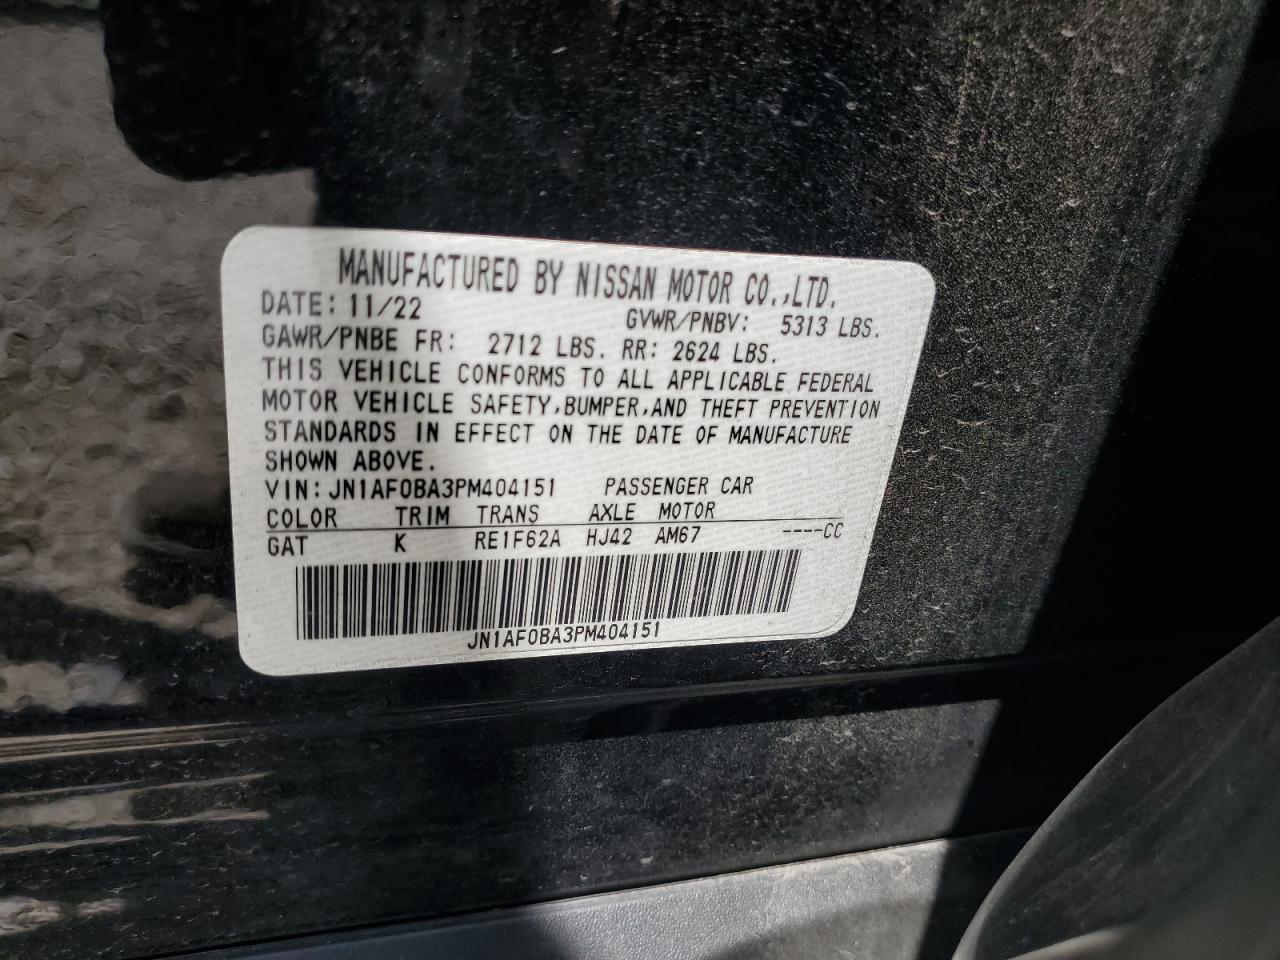 MANUFACTURED BY NISSAN MOTOR CO.,LTD.
DATE: 11/22 GVWR/PNBV: 5313 LBS.
GAWR/PNBE FR: 2712 LBS. RR: 2624 LBS.
THIS VEHICLE CONFORMS TO ALL APPLICABLE FEDERAL
MOTOR VEHICLE SAFETY,BUMPER,AND THEFT PREVENTION
STANDARDS IN EFFECT ON THE DATE OF MANUFACTURE
SHOWN ABOVE.
VIN: JN1AF0BA3PM404151 PASSENGER CAR
COLOR TRIM TRANS AXLE MOTOR
GAT K RE1F62A HJ42 AM67 ----CC
JN1AF0BA3PM404151